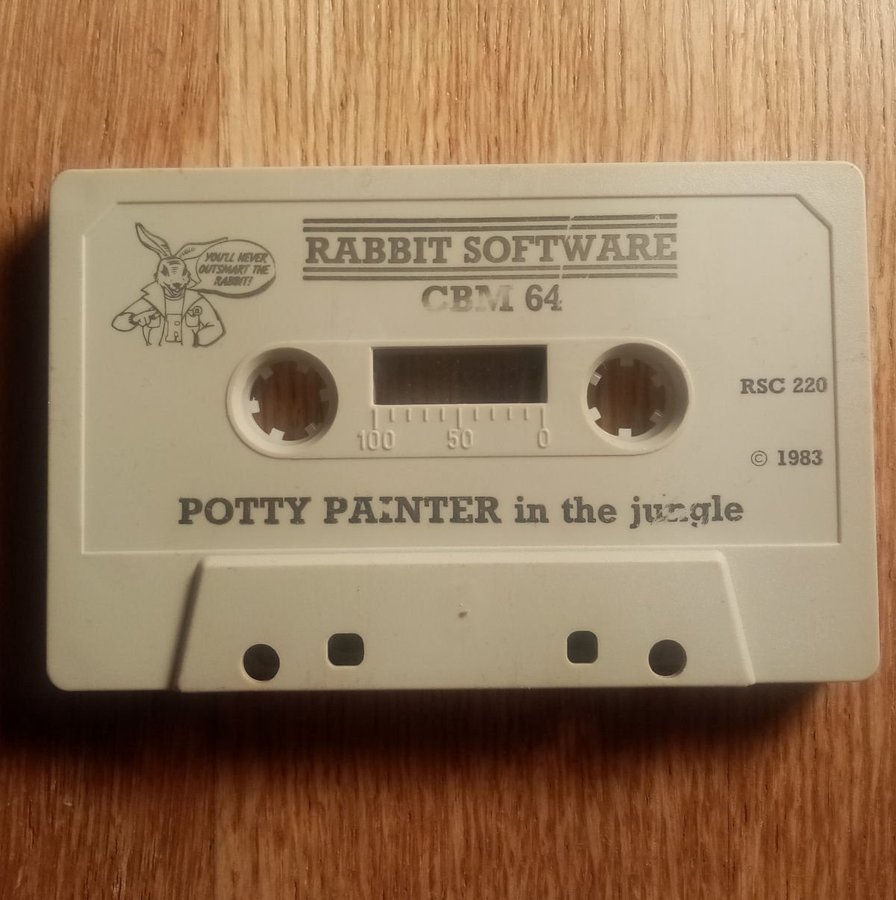 YOU'LL NEVER
OUTSMART THE
RABBIT!
RABBIT SOFTWARE
CBM 64
RSC 220
100 50 0
© 1983
POTTY PAINTER in the jungle